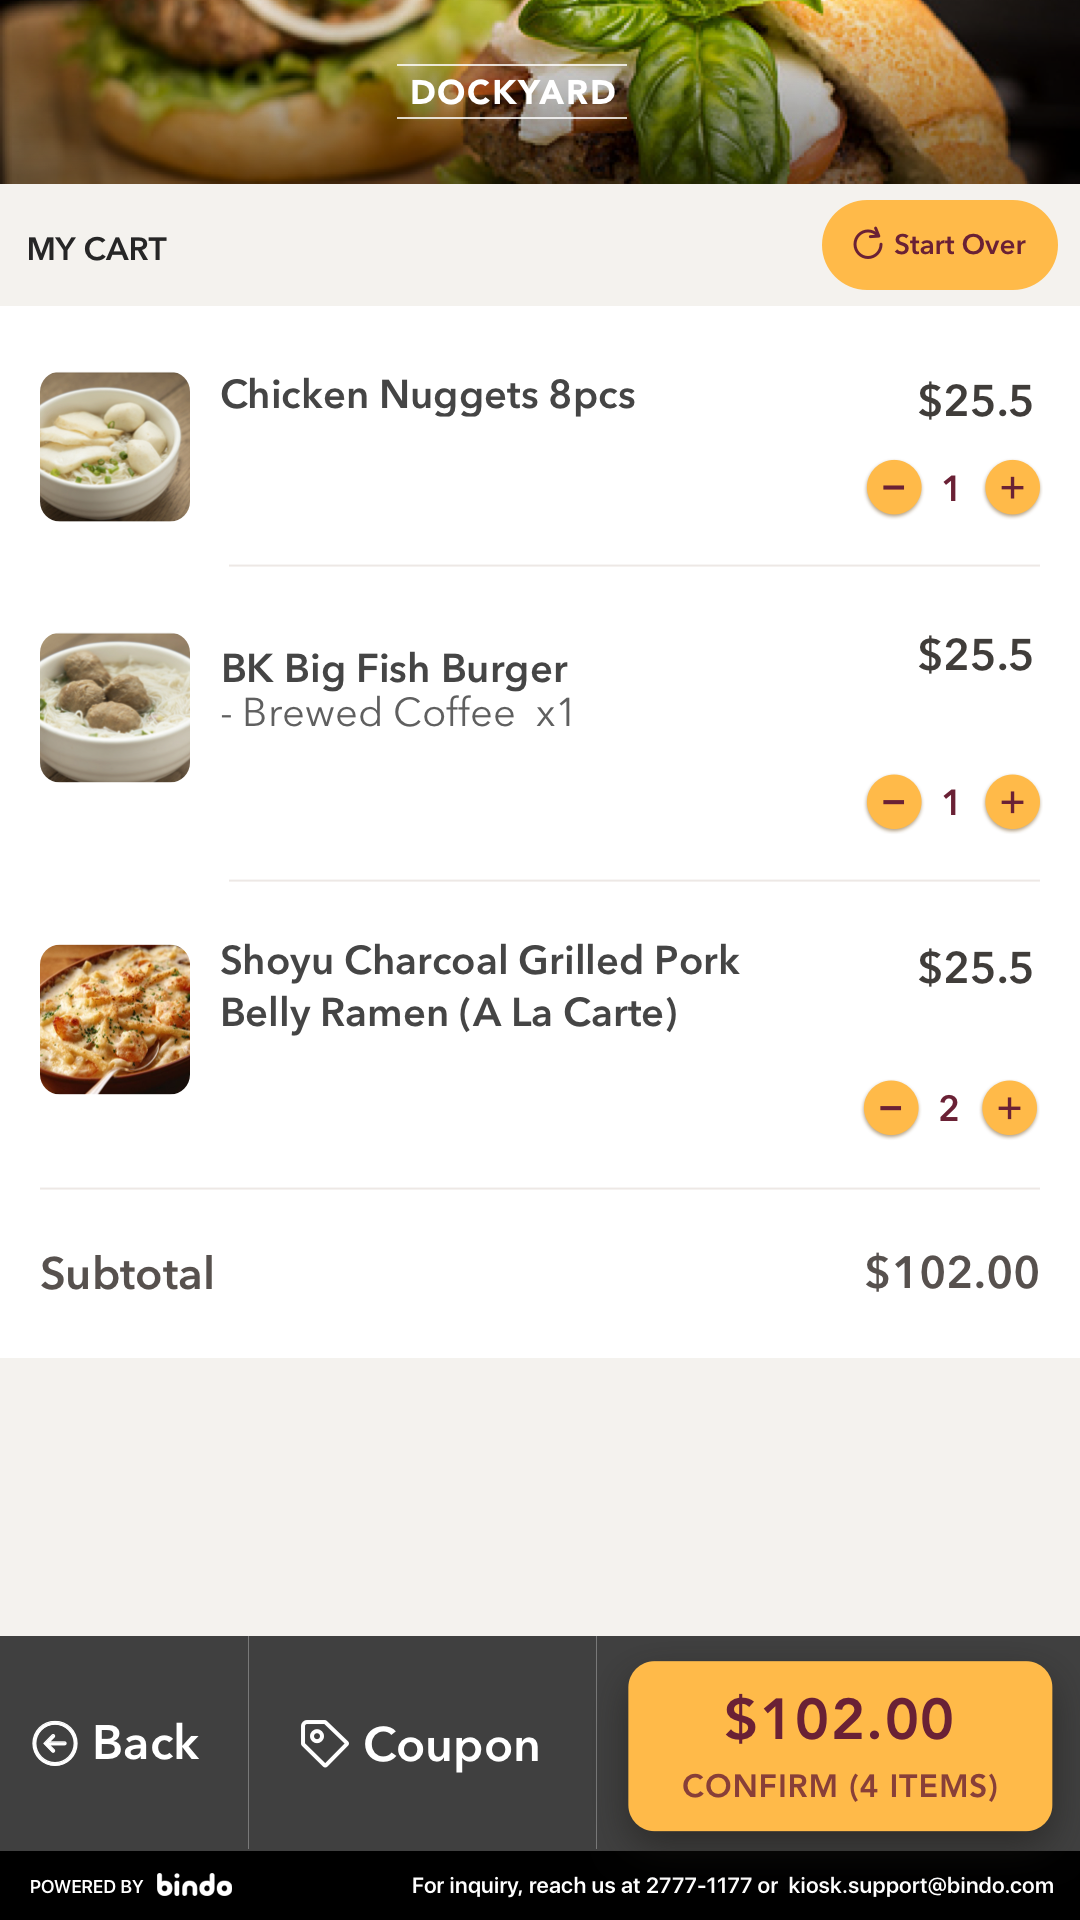 DOCKYARD
MY CART
Start Over
Chicken Nuggets 8pcs
$25.5
1
BK Big Fish Burger
$25.5
- Brewed Coffee x1
1
Shoyu Charcoal Grilled Pork
Belly Ramen (A La Carte)
$25.5
2
Subtotal
$102.00
Back
Coupon
$102.00
CONFIRM (4 ITEMS)
POWERED BY bindo
For inquiry, reach us at 2777-1177 or kiosk.support@bindo.com